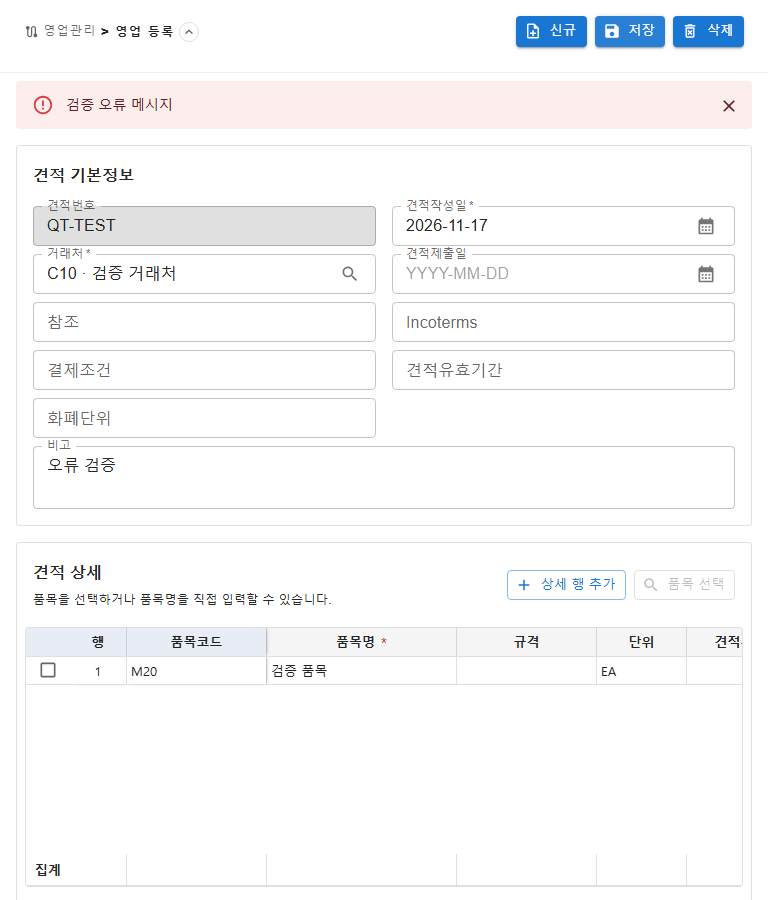 영업관리 > 영업 등록
신규 저장 삭제
검증 오류 메시지
견적 기본정보
견적번호
QT-TEST
견적작성일 *
2026-11-17
거래처 *
C10 · 검증 거래처
견적제출일
YYYY-MM-DD
참조
Incoterms
결제조건
견적유효기간
화폐단위
비고
오류 검증
견적 상세
품목을 선택하거나 품목명을 직접 입력할 수 있습니다.
상세 행 추가 품목 선택
행 품목코드 품목명 * 규격 단위 견적
1 M20 검증 품목 EA
집계